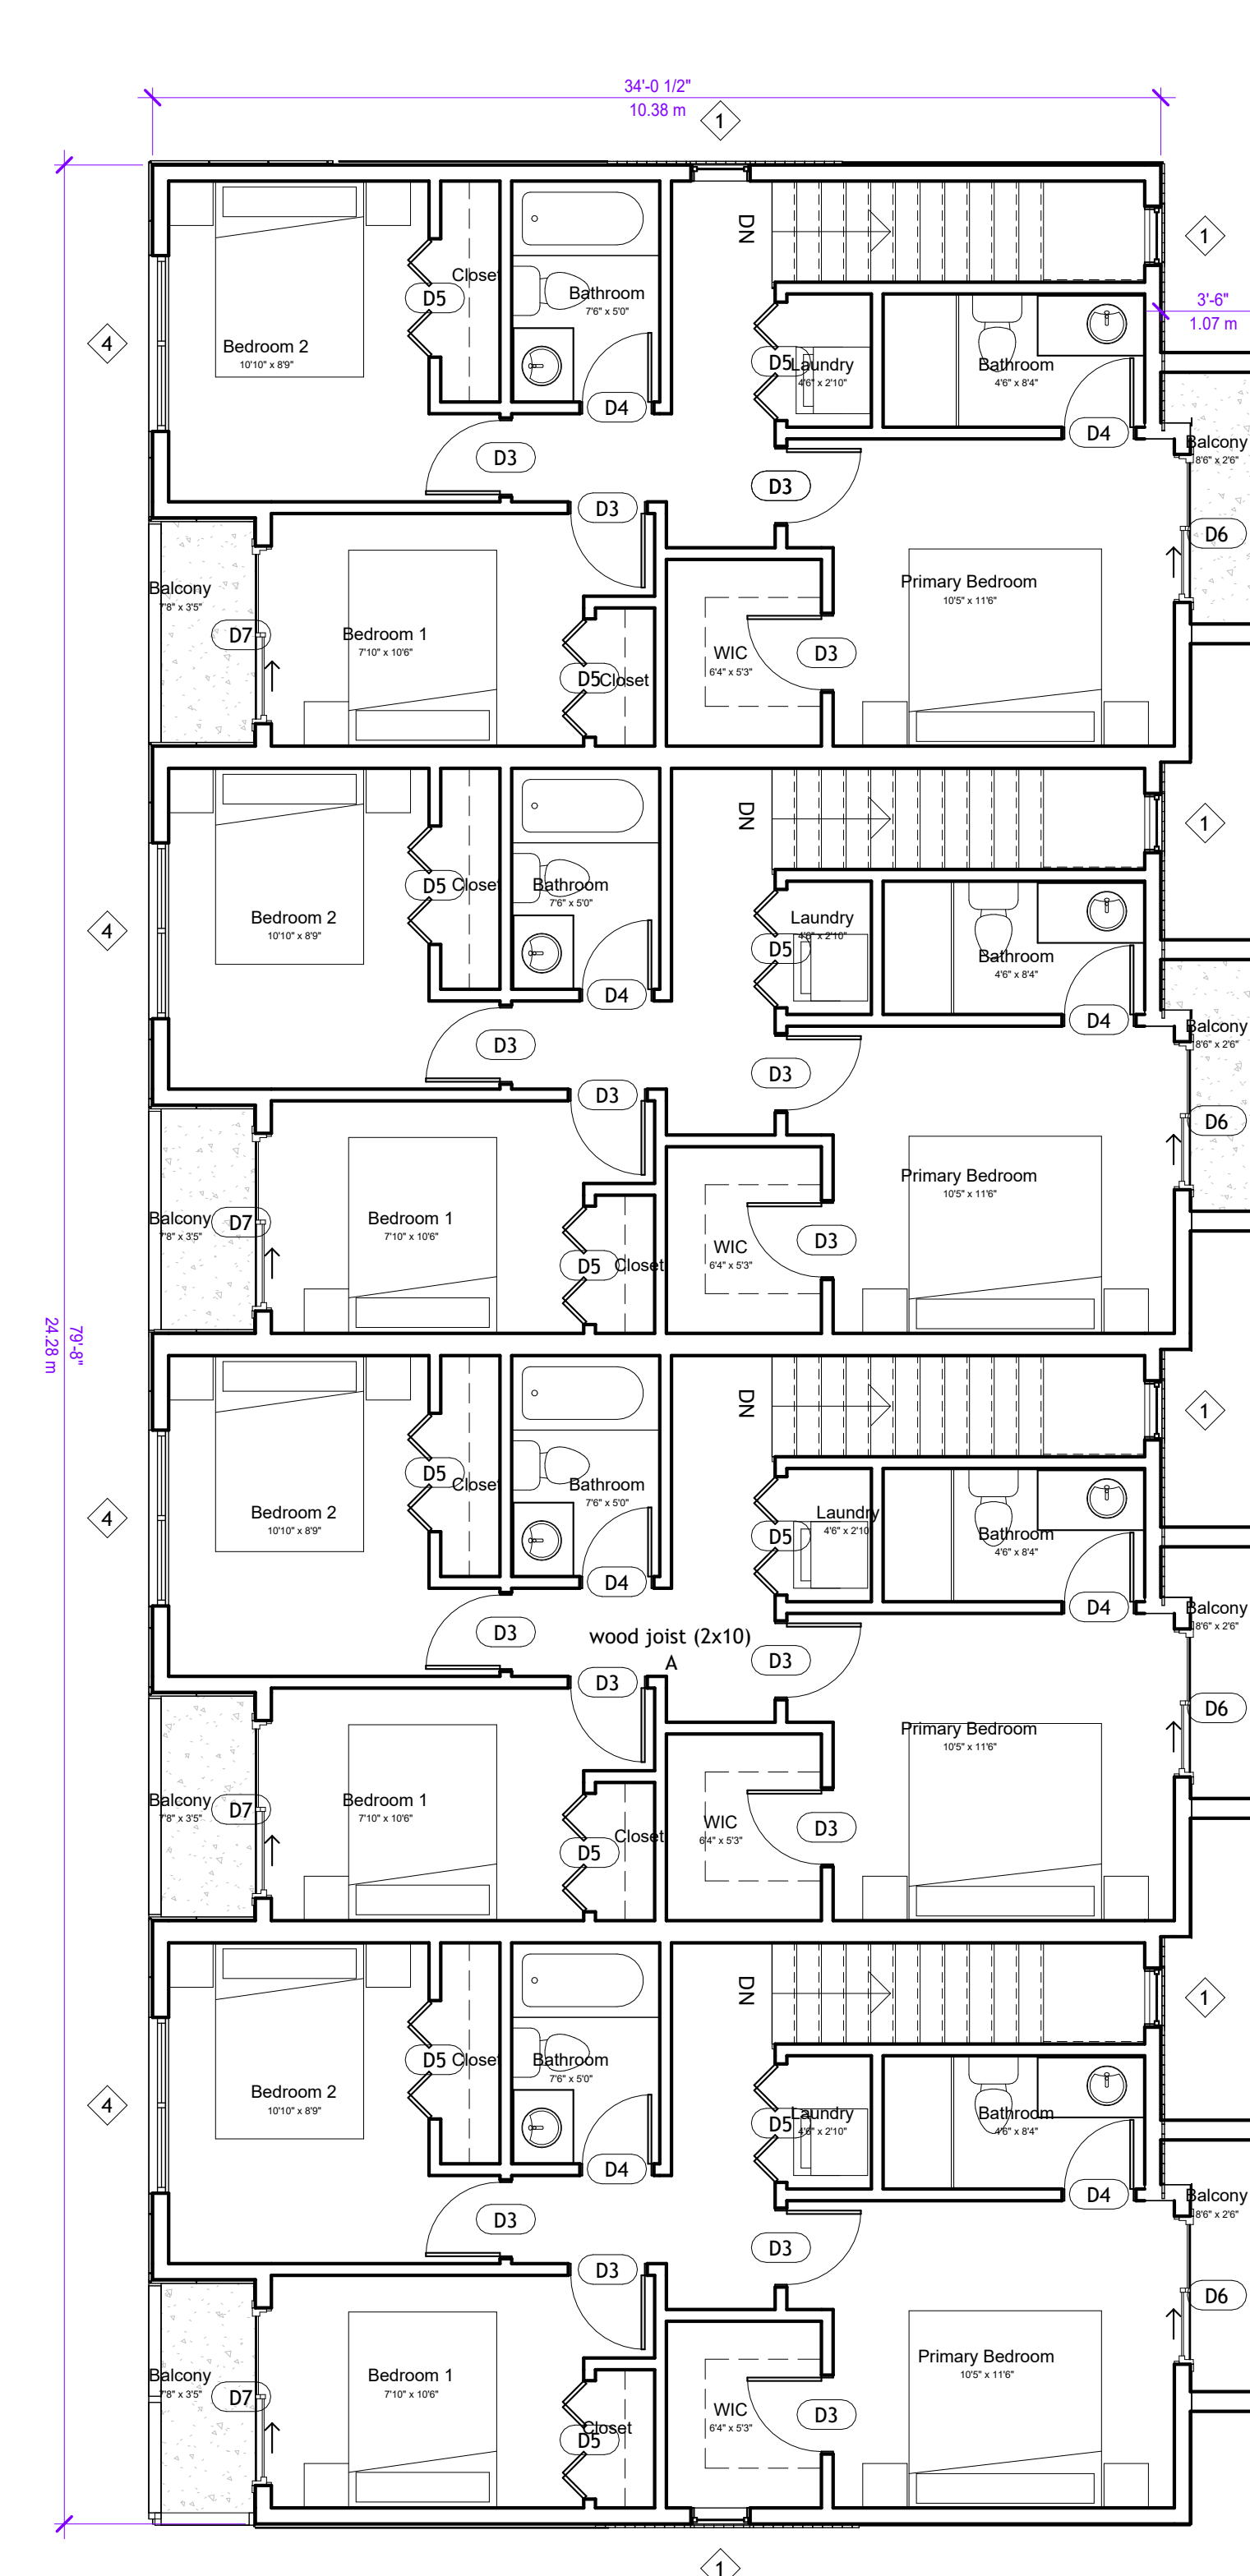 34'-0 1/2"
10.38 m
1
DN
1
Closet
D5
Bathroom
7'6" x 5'0"
3'-6"
1.07 m
4
Bedroom 2
10'10" x 8'9"
D5
Laundry
4'6" x 2'10"
Bathroom
4'6" x 8'4"
D4
D4
Balcony
8'6" x 2'6"
D3
D3
D3
D6
Balcony
7'8" x 3'5"
D7
Bedroom 1
7'10" x 10'6"
Primary Bedroom
10'5" x 11'6"
D5
Closet
WIC
6'4" x 5'3"
D3
DN
1
D5
Closet
Bathroom
7'6" x 5'0"
4
Bedroom 2
10'10" x 8'9"
Laundry
4'6" x 2'10"
D5
Bathroom
4'6" x 8'4"
D4
D4
Balcony
8'6" x 2'6"
D3
D3
D3
D6
Balcony
7'8" x 3'5"
D7
Bedroom 1
7'10" x 10'6"
Primary Bedroom
10'5" x 11'6"
D5
Closet
WIC
6'4" x 5'3"
D3
79'-8"
24.28 m
DN
1
D5
Closet
Bathroom
7'6" x 5'0"
4
Bedroom 2
10'10" x 8'9"
Laundry
4'6" x 2'10
D5
Bathroom
4'6" x 8'4"
D4
D4
Balcony
8'6" x 2'6"
D3
wood joist (2x10)
A
D3
D3
D6
Balcony
7'8" x 3'5"
D7
Bedroom 1
7'10" x 10'6"
Primary Bedroom
10'5" x 11'6"
D5
Closet
WIC
6'4" x 5'3"
D3
DN
1
D5
Closet
Bathroom
7'6" x 5'0"
4
Bedroom 2
10'10" x 8'9"
Laundry
4'6" x 2'10"
D5
Bathroom
4'6" x 8'4"
D4
D4
Balcony
8'6" x 2'6"
D3
D3
D3
D6
Balcony
7'8" x 3'5"
D7
Bedroom 1
7'10" x 10'6"
Primary Bedroom
10'5" x 11'6"
D5
Closet
WIC
6'4" x 5'3"
D3
1